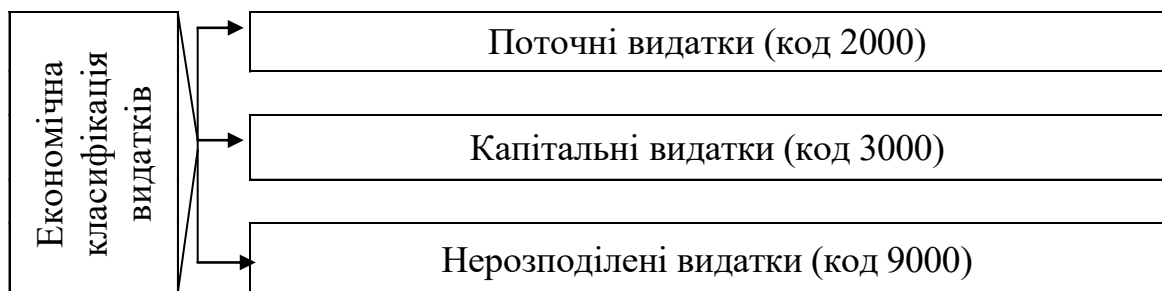 Економічна
класифікація
видатків
Поточні видатки (код 2000)
Капітальні видатки (код 3000)
Нерозподілені видатки (код 9000)